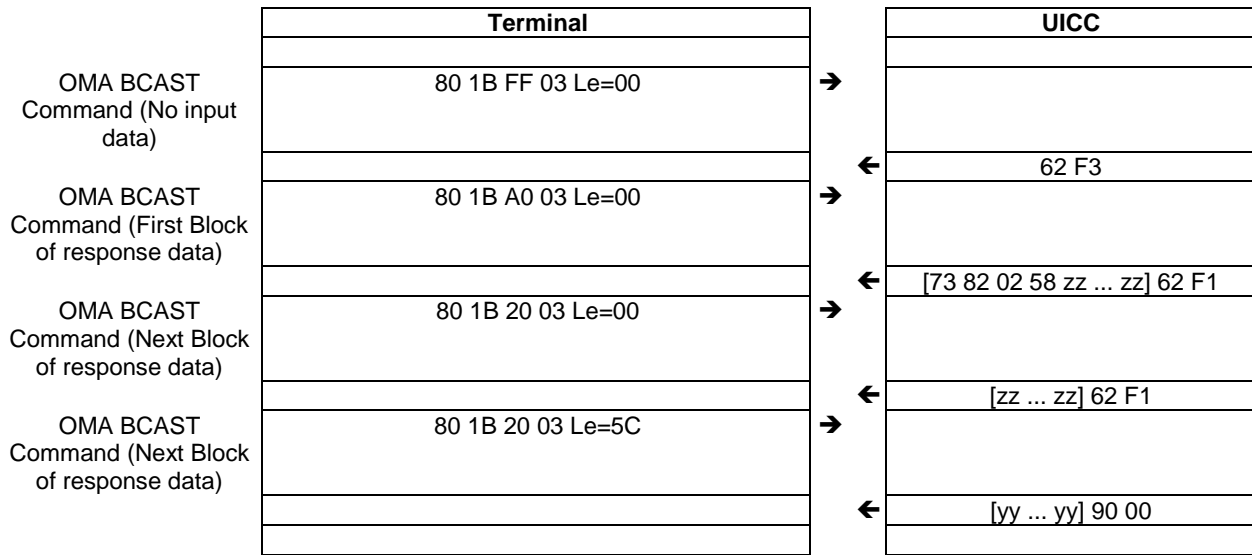 Terminal UICC
OMA BCAST 80 1B FF 03 Le=00 ➔
Command (No input
data)
🡸 62 F3
OMA BCAST 80 1B A0 03 Le=00 ➔
Command (First Block
of response data)
🡸 [73 82 02 58 zz ... zz] 62 F1
OMA BCAST 80 1B 20 03 Le=00 ➔
Command (Next Block
of response data)
🡸 [zz ... zz] 62 F1
OMA BCAST 80 1B 20 03 Le=5C ➔
Command (Next Block
of response data)
🡸 [yy ... yy] 90 00